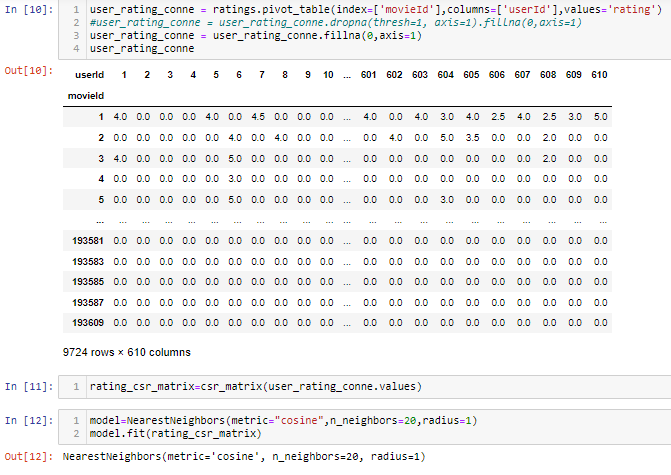 In [10]:
1 user_rating_conne = ratings.pivot_table(index=['movieId'],columns=['userId'],values='rating')
2 #user_rating_conne = user_rating_conne.dropna(thresh=1, axis=1).fillna(0,axis=1)
3 user_rating_conne = user_rating_conne.fillna(0,axis=1)
4 user_rating_conne
Out[10]:
userId 1 2 3 4 5 6 7 8 9 10 ... 601 602 603 604 605 606 607 608 609 610
movieId
1 4.0 0.0 0.0 0.0 4.0 0.0 4.5 0.0 0.0 0.0 ... 4.0 0.0 4.0 3.0 4.0 2.5 4.0 2.5 3.0 5.0
2 0.0 0.0 0.0 0.0 0.0 4.0 0.0 4.0 0.0 0.0 ... 0.0 4.0 0.0 5.0 3.5 0.0 0.0 2.0 0.0 0.0
3 4.0 0.0 0.0 0.0 0.0 5.0 0.0 0.0 0.0 0.0 ... 0.0 0.0 0.0 0.0 0.0 0.0 0.0 2.0 0.0 0.0
4 0.0 0.0 0.0 0.0 0.0 3.0 0.0 0.0 0.0 0.0 ... 0.0 0.0 0.0 0.0 0.0 0.0 0.0 0.0 0.0 0.0
5 0.0 0.0 0.0 0.0 0.0 5.0 0.0 0.0 0.0 0.0 ... 0.0 0.0 0.0 3.0 0.0 0.0 0.0 0.0 0.0 0.0
... ... ... ... ... ... ... ... ... ... ... ... ... ... ... ... ... ... ... ... ... ...
193581 0.0 0.0 0.0 0.0 0.0 0.0 0.0 0.0 0.0 0.0 ... 0.0 0.0 0.0 0.0 0.0 0.0 0.0 0.0 0.0 0.0
193583 0.0 0.0 0.0 0.0 0.0 0.0 0.0 0.0 0.0 0.0 ... 0.0 0.0 0.0 0.0 0.0 0.0 0.0 0.0 0.0 0.0
193585 0.0 0.0 0.0 0.0 0.0 0.0 0.0 0.0 0.0 0.0 ... 0.0 0.0 0.0 0.0 0.0 0.0 0.0 0.0 0.0 0.0
193587 0.0 0.0 0.0 0.0 0.0 0.0 0.0 0.0 0.0 0.0 ... 0.0 0.0 0.0 0.0 0.0 0.0 0.0 0.0 0.0 0.0
193609 0.0 0.0 0.0 0.0 0.0 0.0 0.0 0.0 0.0 0.0 ... 0.0 0.0 0.0 0.0 0.0 0.0 0.0 0.0 0.0 0.0
9724 rows × 610 columns
In [11]:
1 rating_csr_matrix=csr_matrix(user_rating_conne.values)
In [12]:
1 model=NearestNeighbors(metric="cosine",n_neighbors=20,radius=1)
2 model.fit(rating_csr_matrix)
Out[12]: NearestNeighbors(metric='cosine', n_neighbors=20, radius=1)